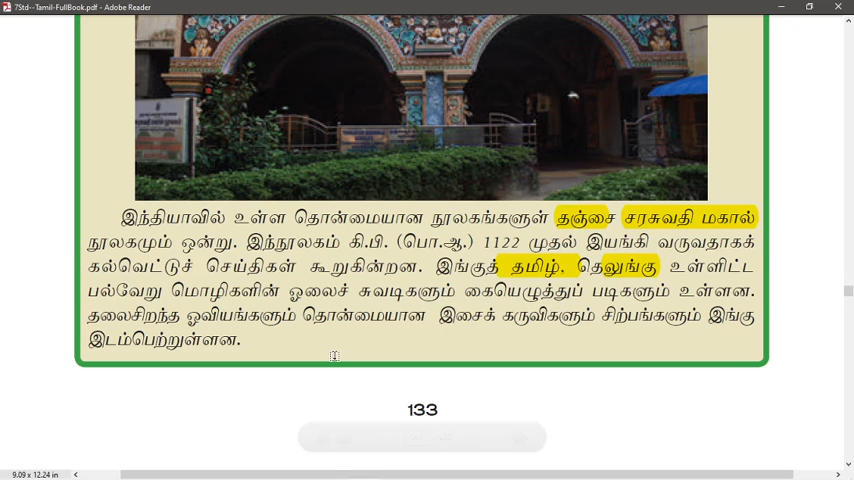 7Std--Tamil-FullBook.pdf - Adobe Reader
இந்தியாவில் உள்ள தொன்மையான நூலகங்களுள் தஞ்சை சரசுவதி மகால்
நூலகமும் ஒன்று. இந்நூலகம் கி.பி. (பொ.ஆ.) 1122 முதல் இயங்கி வருவதாகக்
கல்வெட்டுச் செய்திகள் கூறுகின்றன. இங்குத் தமிழ், தெலுங்கு உள்ளிட்ட
பல்வேறு மொழிகளின் ஓலைச் சுவடிகளும் கையெழுத்துப் படிகளும் உள்ளன.
தலைசிறந்த ஓவியங்களும் தொன்மையான இசைக் கருவிகளும் சிற்பங்களும் இங்கு
இடம்பெற்றுள்ளன.
133
9.09 x 12.24 in